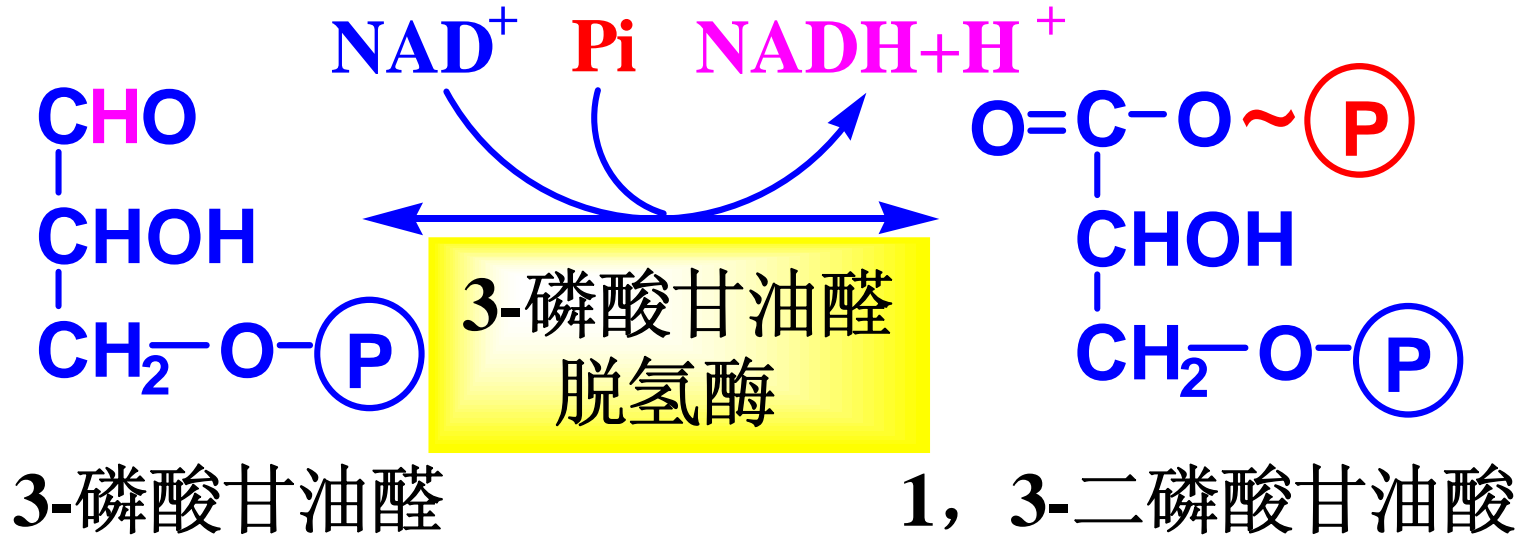 NAD⁺ Pi NADH+H⁺
CHO
CHOH
CH₂—O—P
3-磷酸甘油醛
脱氢酶
O=C—O~P
CHOH
CH₂—O—P
3-磷酸甘油醛
1，3-二磷酸甘油酸